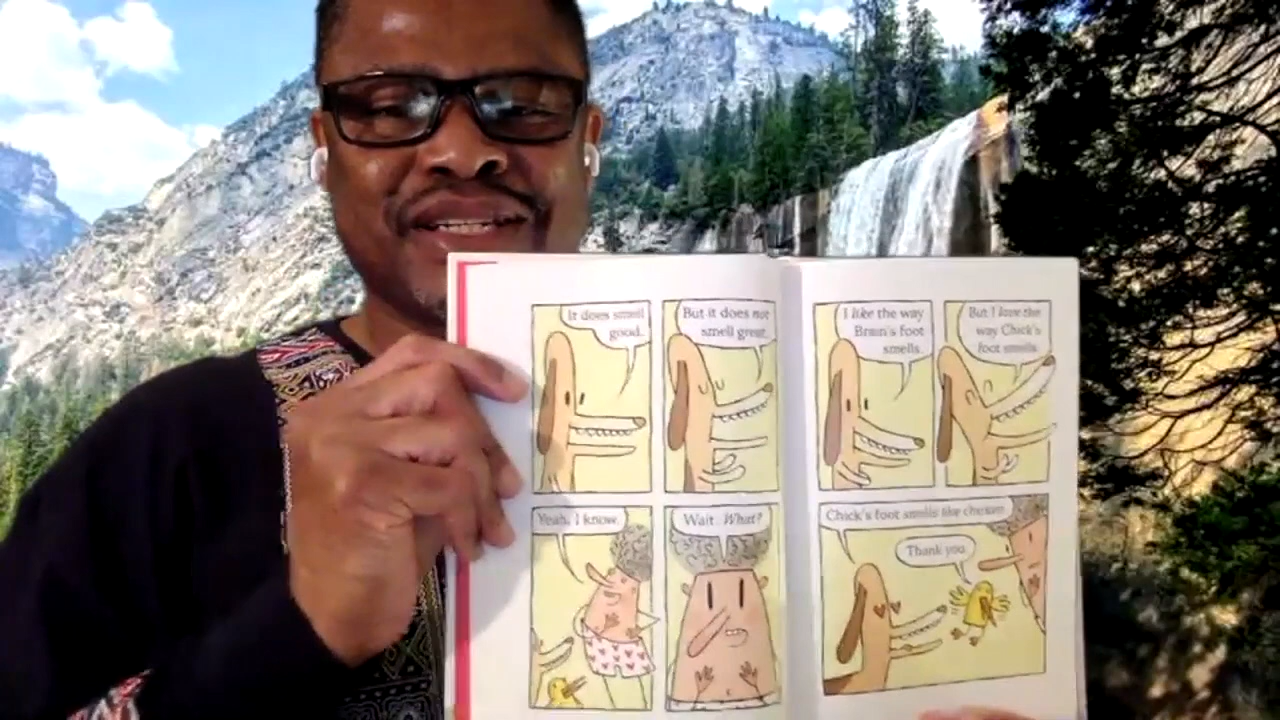 It does smell
good.
But it does not
smell great.
Yeah, I know.
Wait. What?
I like the way
Brain's foot
smells.
But I love the
way Chick's
foot smells.
Chick's foot smells like chicken.
Thank you.